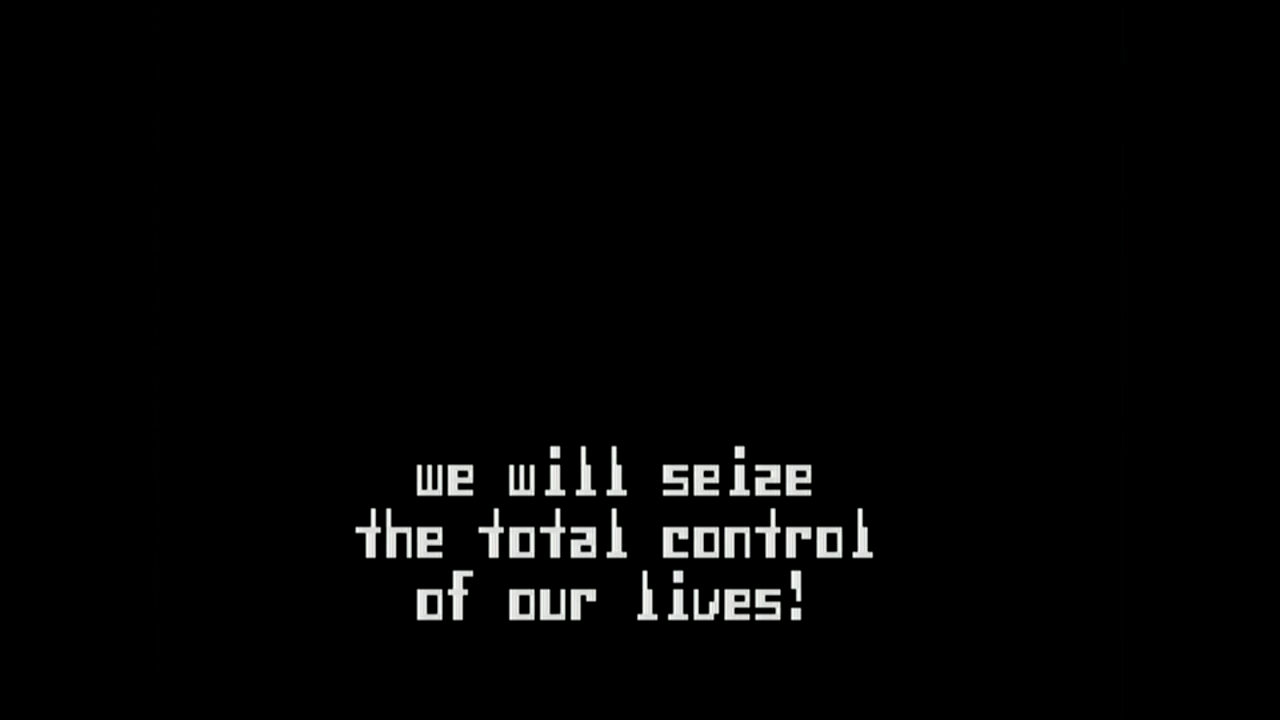 we will seize
the total control
of our lives!